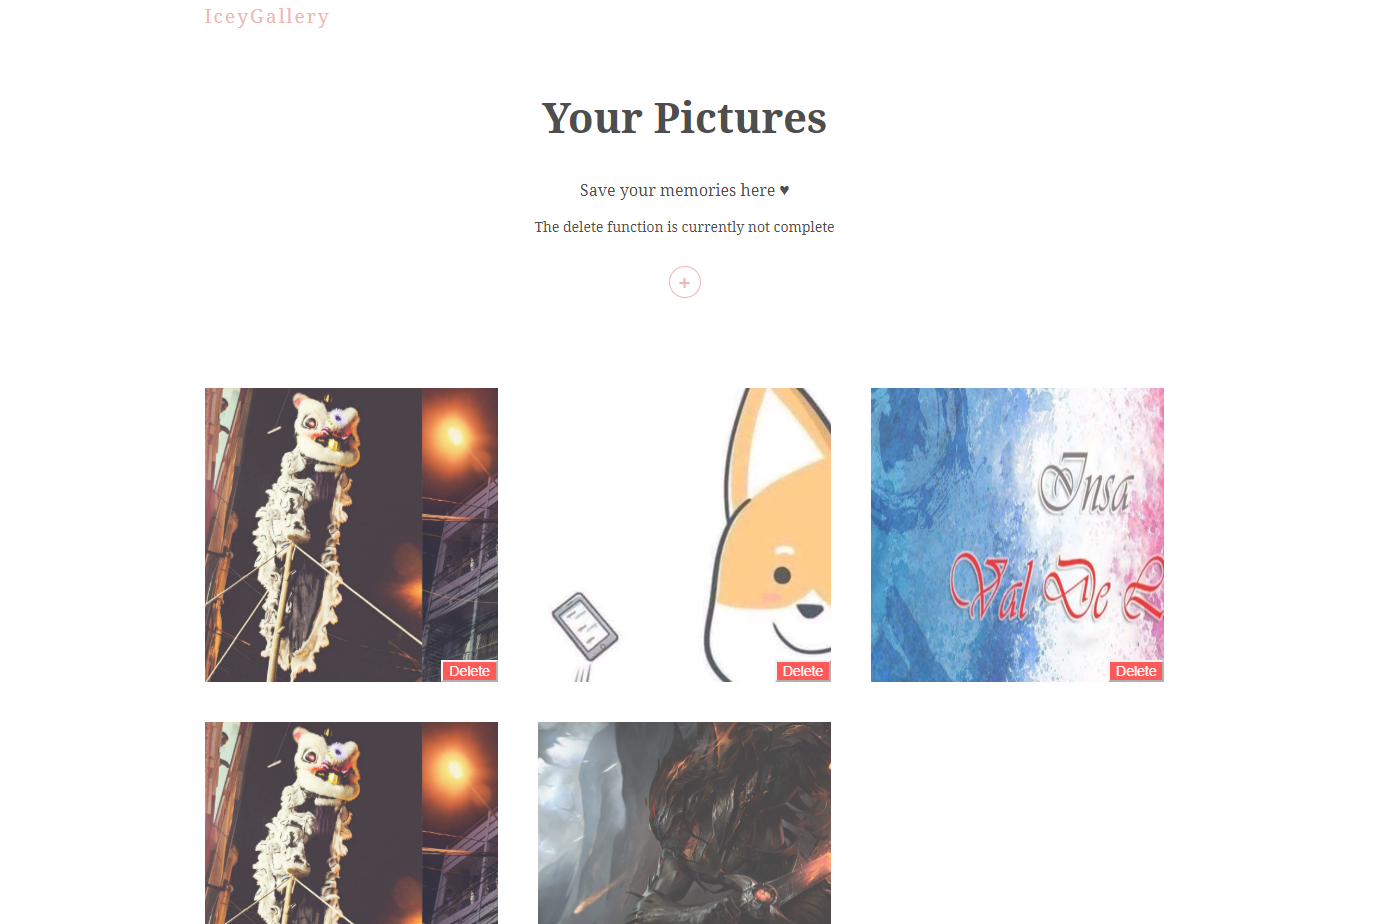 IceyGallery
Your Pictures
Save your memories here ♥
The delete function is currently not complete
+
Delete
Delete
Insa
Val De
Delete